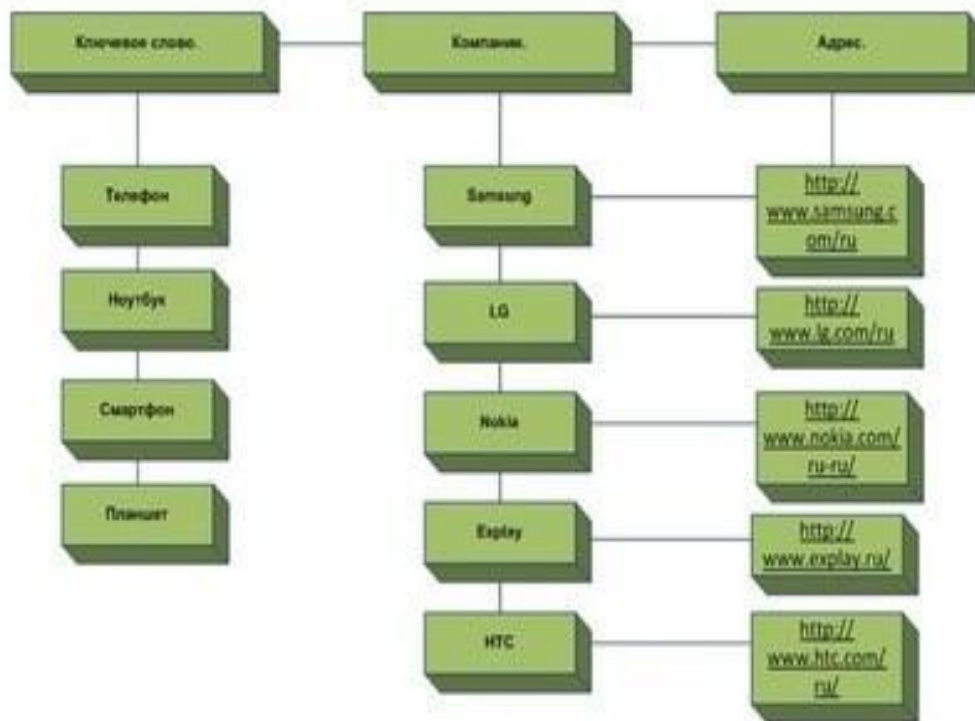 Ключевое слово.
Компании.
Адрес.
Телефон
Ноутбук
Смартфон
Планшет
Samsung
LG
Nokia
Explay
HTC
http://
www.samsung.c
om/ru
http://
www.lg.com/ru
http://
www.nokia.com/
ru-ru/
http://
www.explay.ru/
http://
www.htc.com/
ru/